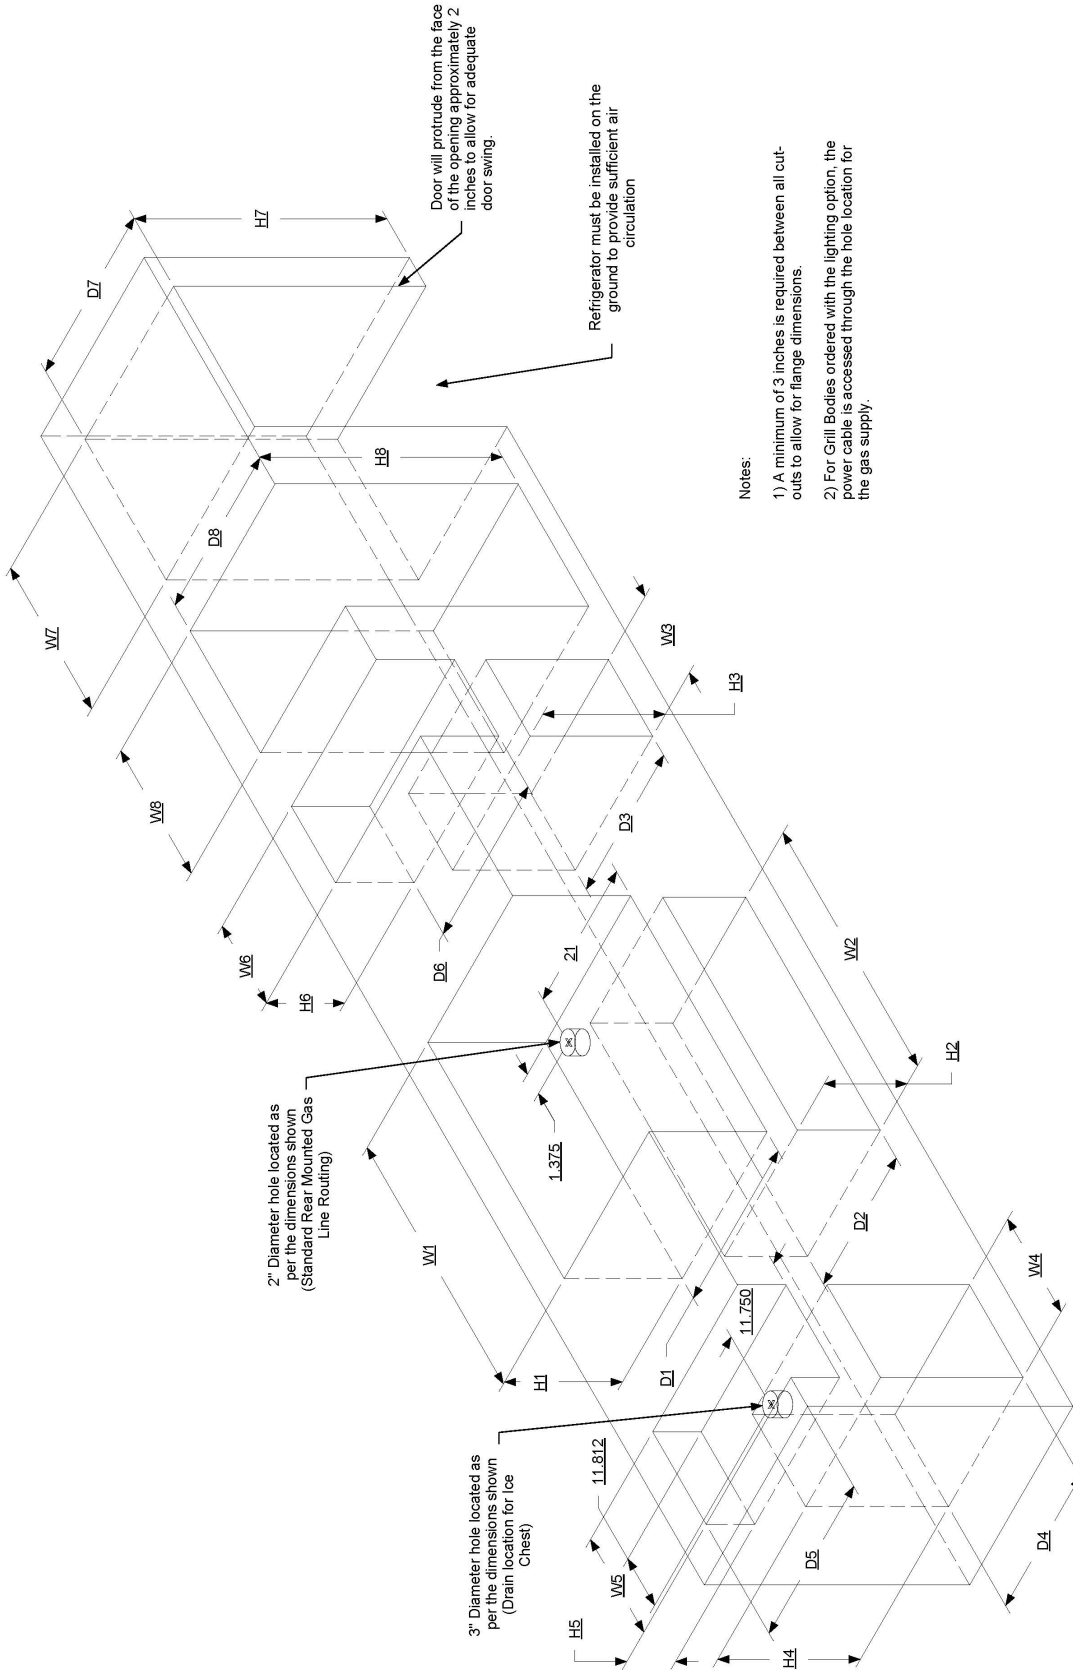 Door will protrude from the face
of the opening approximately 2
inches to allow for adequate
door swing.
Refrigerator must be installed on the
ground to provide sufficient air
circulation
Notes:
1) A minimum of 3 inches is required between all cut-
outs to allow for flange dimensions.
2) For Grill Bodies ordered with the lighting option, the
power cable is accessed through the hole location for
the gas supply.
2" Diameter hole located as
per the dimensions shown
(Standard Rear Mounted Gas
Line Routing)
3" Diameter hole located as
per the dimensions shown
(Drain location for Ice
Chest)
D7
H7
W7
D8
H8
W8
W3
H3
D3
W6
H6
D6
21
1.375
W2
H2
W1
H1
D1
D2
11.750
W4
11.812
W5
H5
D5
H4
D4